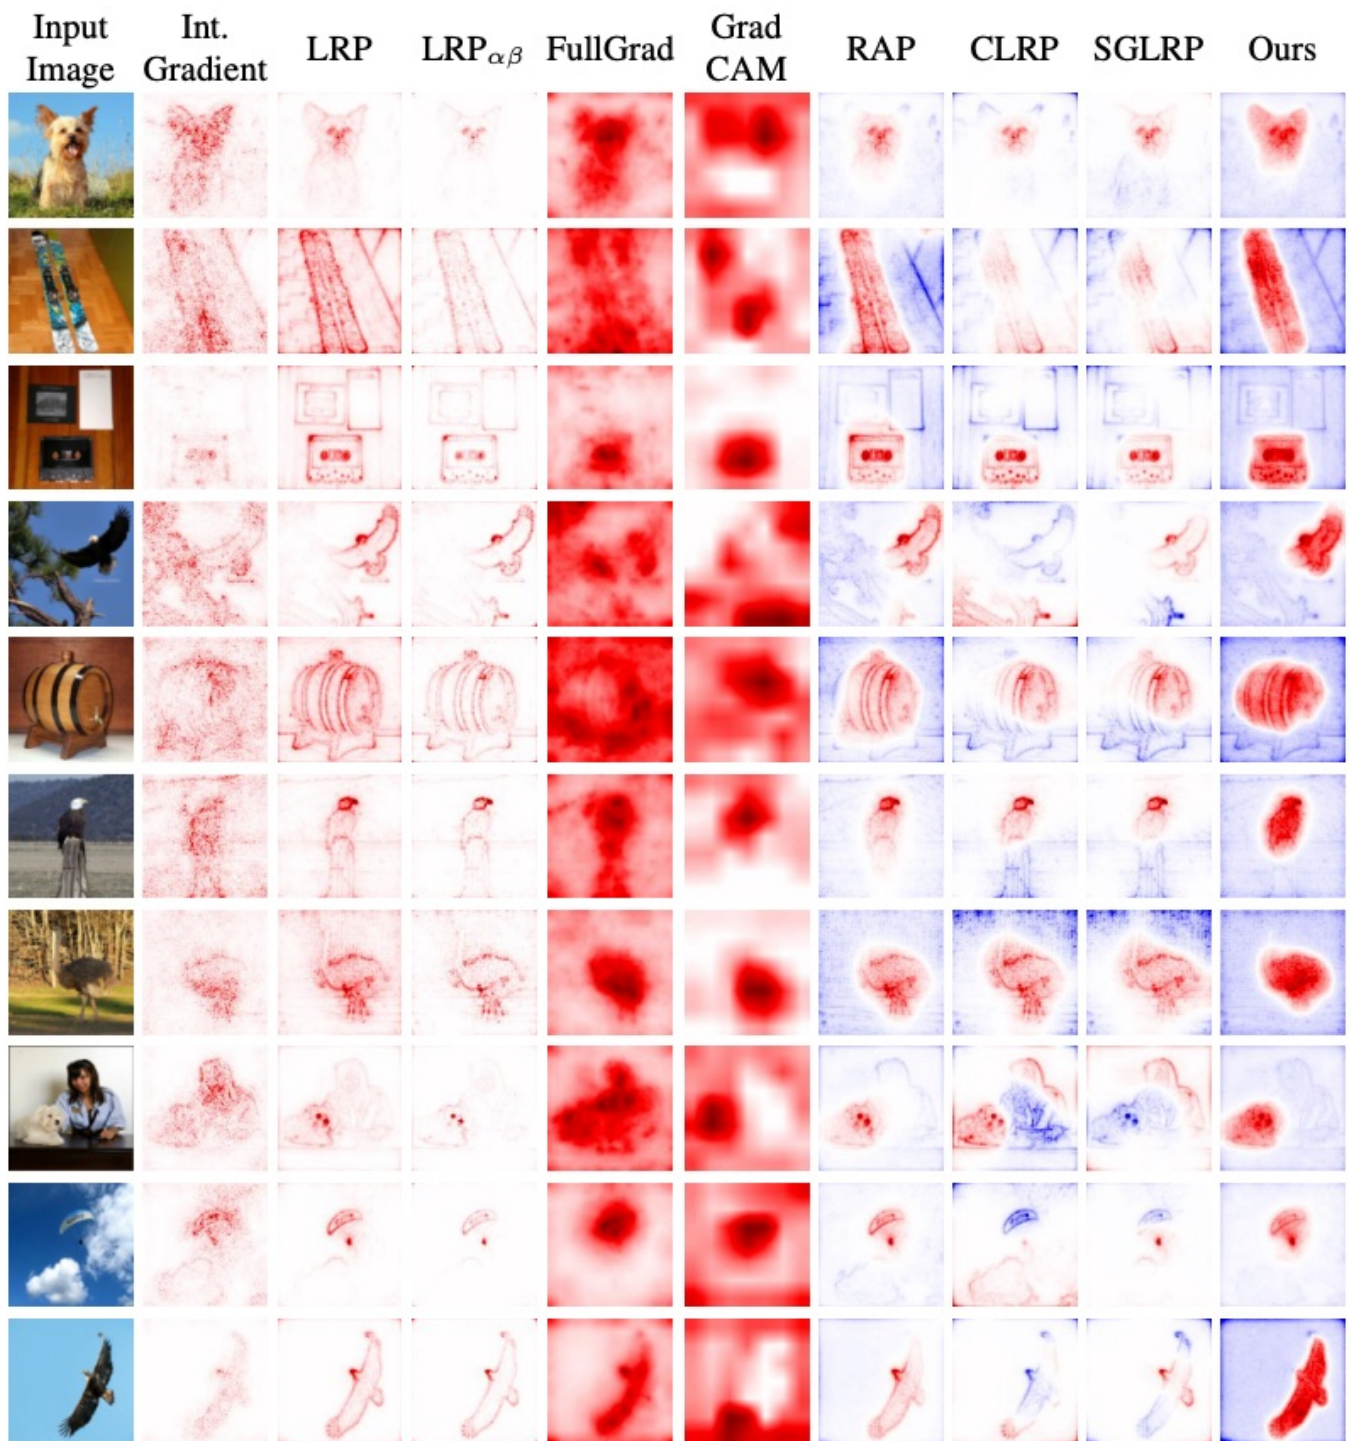 Input Image
Int. Gradient
LRP
LRPαβ
FullGrad
Grad CAM
RAP
CLRP
SGLRP
Ours